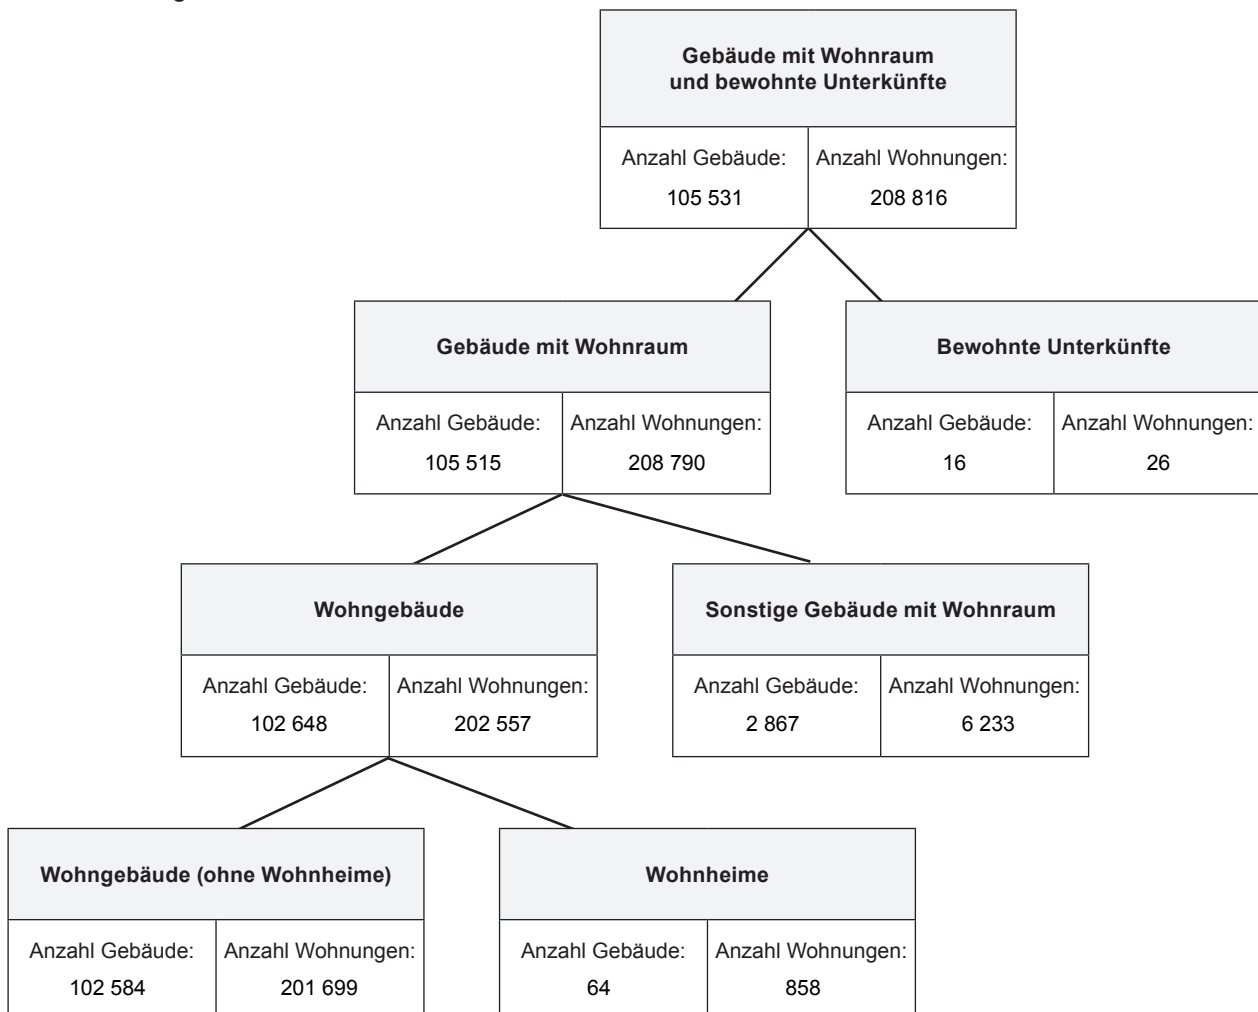 Gebäude mit Wohnraum
und bewohnte Unterkünfte
Anzahl Gebäude: Anzahl Wohnungen:
105 531 208 816
Gebäude mit Wohnraum Bewohnte Unterkünfte
Anzahl Gebäude: Anzahl Wohnungen: Anzahl Gebäude: Anzahl Wohnungen:
105 515 208 790 16 26
Wohngebäude Sonstige Gebäude mit Wohnraum
Anzahl Gebäude: Anzahl Wohnungen: Anzahl Gebäude: Anzahl Wohnungen:
102 648 202 557 2 867 6 233
Wohngebäude (ohne Wohnheime) Wohnheime
Anzahl Gebäude: Anzahl Wohnungen: Anzahl Gebäude: Anzahl Wohnungen:
102 584 201 699 64 858